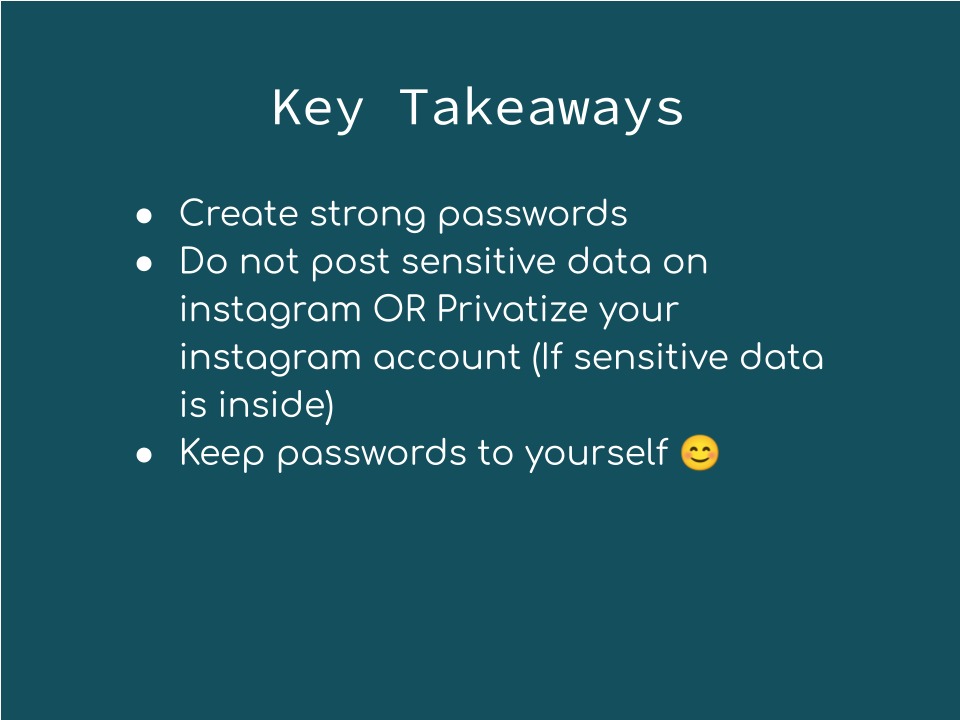 Key Takeaways
● Create strong passwords
● Do not post sensitive data on
instagram OR Privatize your
instagram account (If sensitive data
is inside)
● Keep passwords to yourself 😊